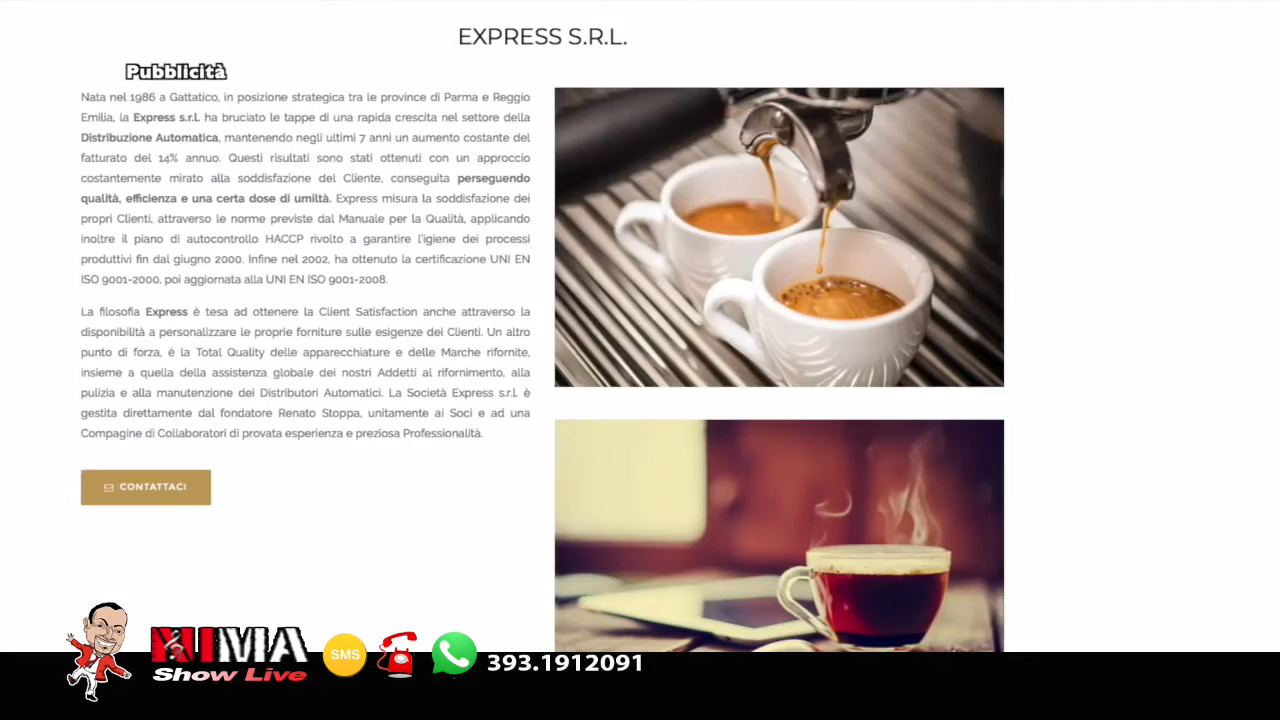 EXPRESS S.R.L.
Pubblicità
Nata nel 1986 a Gattatico, in posizione strategica tra le province di Parma e Reggio
Emilia, la Express s.r.l. ha bruciato le tappe di una rapida crescita nel settore della
Distribuzione Automatica, mantenendo negli ultimi 7 anni un aumento costante del
fatturato del 14% annuo. Questi risultati sono stati ottenuti con un approccio
costantemente mirato alla soddisfazione del Cliente, conseguita perseguendo
qualità, efficienza e una certa dose di umiltà. Express misura la soddisfazione dei
propri Clienti, attraverso le norme previste dal Manuale per la Qualità, applicando
inoltre il piano di autocontrollo HACCP rivolto a garantire l'igiene dei processi
produttivi fin dal giugno 2000. Infine nel 2002, ha ottenuto la certificazione UNI EN
ISO 9001-2000, poi aggiornata alla UNI EN ISO 9001-2008.
La filosofia Express è tesa ad ottenere la Client Satisfaction anche attraverso la
disponibilità a personalizzare le proprie forniture sulle esigenze dei Clienti. Un altro
punto di forza, è la Total Quality delle apparecchiature e delle Marche rifornite,
insieme a quella della assistenza globale dei nostri Addetti al rifornimento, alla
pulizia e alla manutenzione dei Distributori Automatici. La Società Express s.r.l. è
gestita direttamente dal fondatore Renato Stoppa, unitamente ai Soci e ad una
Compagine di Collaboratori di provata esperienza e preziosa Professionalità.
CONTATTACI
NIMA
Show Live
SMS
393.1912091